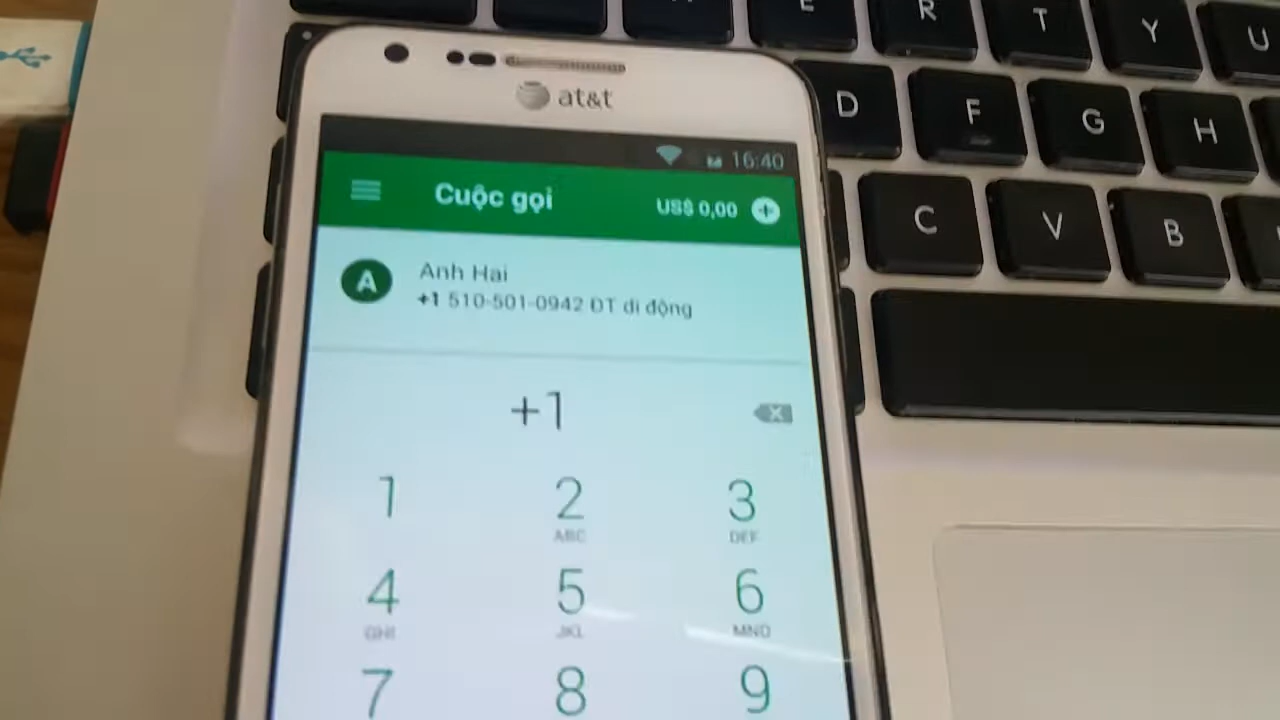 E R T Y U
at&t
D F G H
16:40
Cuộc gọi US$ 0,00
C V B
Anh Hai
+1 510-501-0942 ĐT di động
+1
1 2 3
ABC DEF
4 5 6
GHI JKL MNO
7 8 9